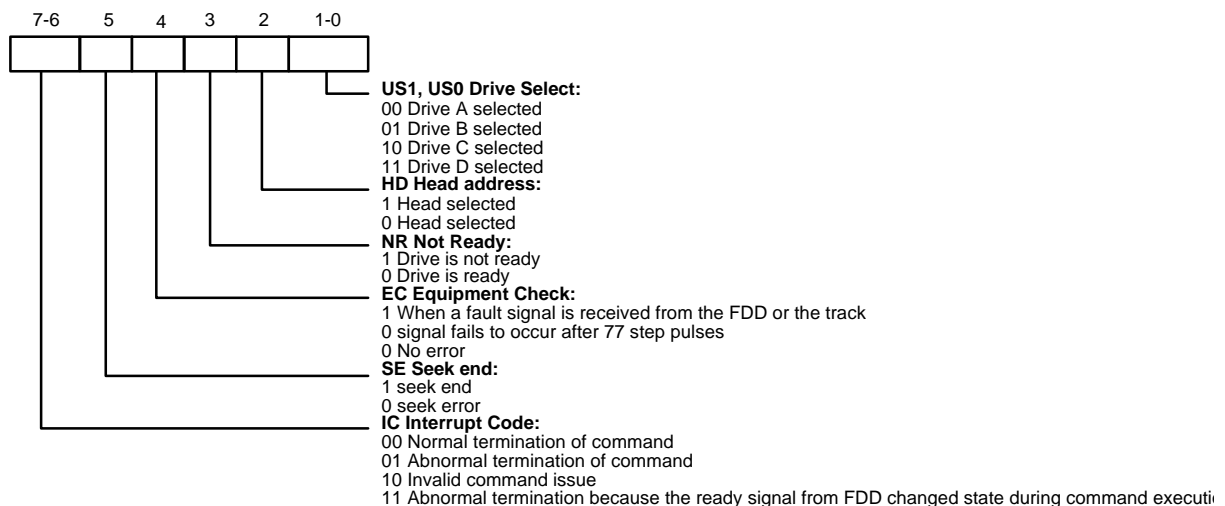 7-6 5 4 3 2 1-0
US1, US0 Drive Select:
00 Drive A selected
01 Drive B selected
10 Drive C selected
11 Drive D selected
HD Head address:
1 Head selected
0 Head selected
NR Not Ready:
1 Drive is not ready
0 Drive is ready
EC Equipment Check:
1 When a fault signal is received from the FDD or the track
0 signal fails to occur after 77 step pulses
0 No error
SE Seek end:
1 seek end
0 seek error
IC Interrupt Code:
00 Normal termination of command
01 Abnormal termination of command
10 Invalid command issue
11 Abnormal termination because the ready signal from FDD changed state during command